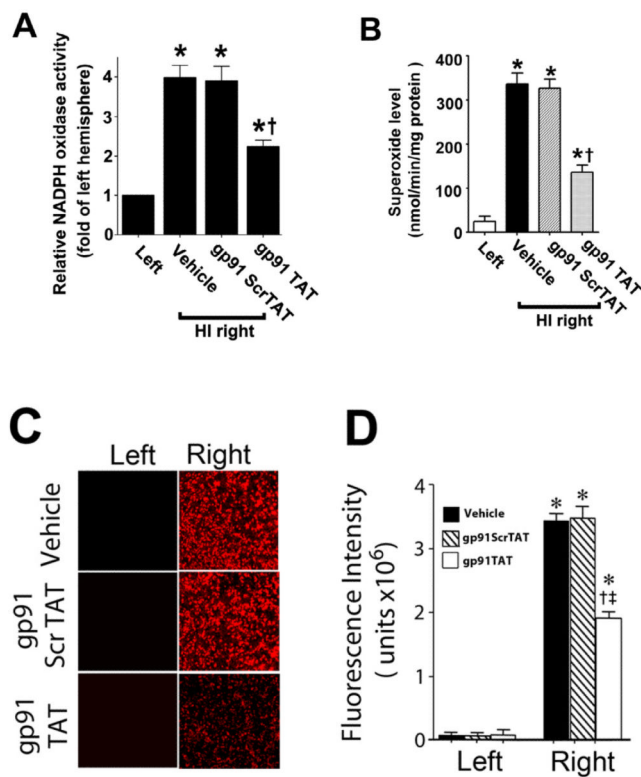 A
Relative NADPH oxidase activity
(fold of left hemisphere)
4
3
2
1
0
* * *†
Left
Vehicle
gp91 ScrTAT
gp91 TAT
HI right
B
Superoxide level
(nmol/min/mg protein)
400
300
200
100
0
* * *†
Left
Vehicle
gp91 ScrTAT
gp91 TAT
HI right
C
Left Right
Vehicle
gp91
Scr TAT
gp91
TAT
D
Fluorescence Intensity
( units x10⁶)
4
3
2
1
0
Vehicle
gp91ScrTAT
gp91TAT
* *
*
†‡
Left Right